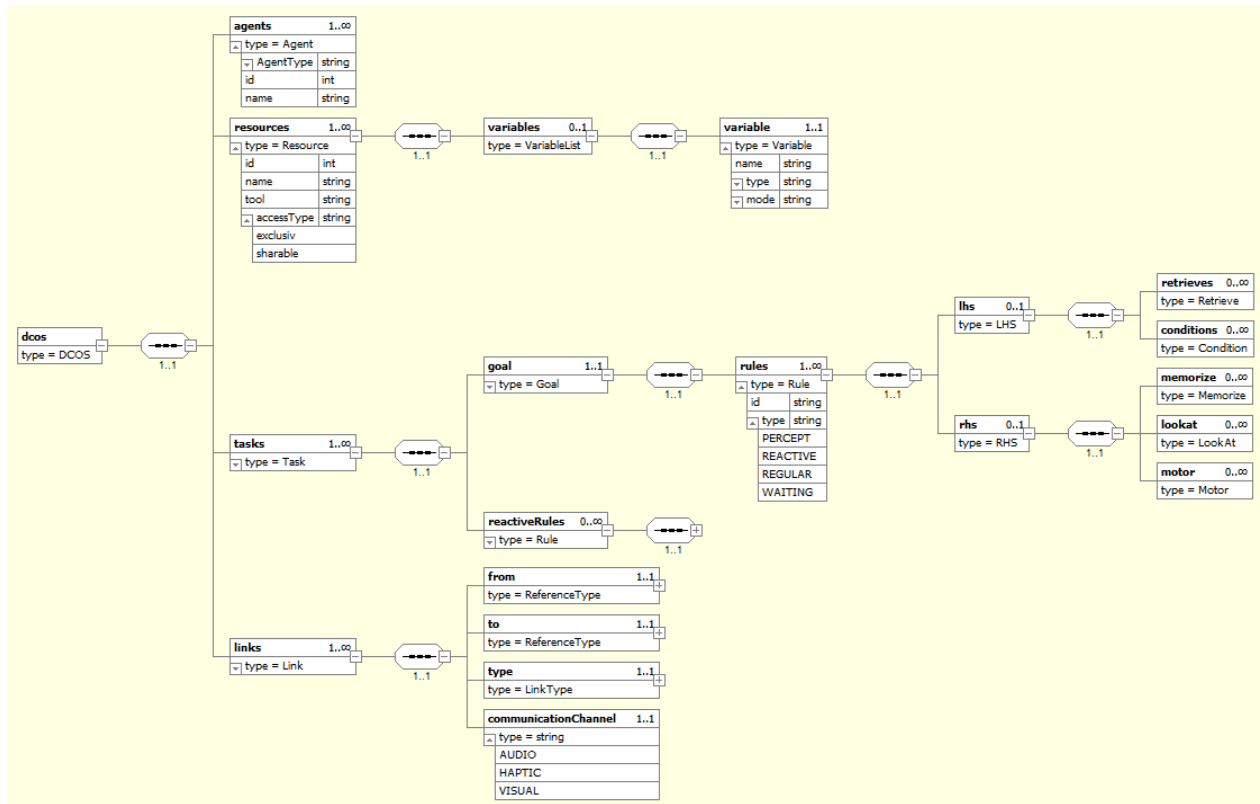 agents 1..∞
type = Agent
AgentType string
id int
name string
resources 1..∞
type = Resource
id int
name string
tool string
accessType string
exclusiv
sharable
1..1
variables 0..1
type = VariableList
1..1
variable 1..1
type = Variable
name string
type string
mode string
dcos
type = DCOS
1..1
tasks 1..∞
type = Task
1..1
goal 1..1
type = Goal
1..1
rules 1..∞
type = Rule
id string
type string
PERCEPT
REACTIVE
REGULAR
WAITING
1..1
lhs 0..1
type = LHS
1..1
retrieves 0..∞
type = Retrieve
conditions 0..∞
type = Condition
rhs 0..1
type = RHS
1..1
memorize 0..∞
type = Memorize
lookat 0..∞
type = LookAt
motor 0..∞
type = Motor
reactiveRules 0..∞
type = Rule
1..1
links 1..∞
type = Link
1..1
from 1..1
type = ReferenceType
to 1..1
type = ReferenceType
type 1..1
type = LinkType
communicationChannel 1..1
type = string
AUDIO
HAPTIC
VISUAL